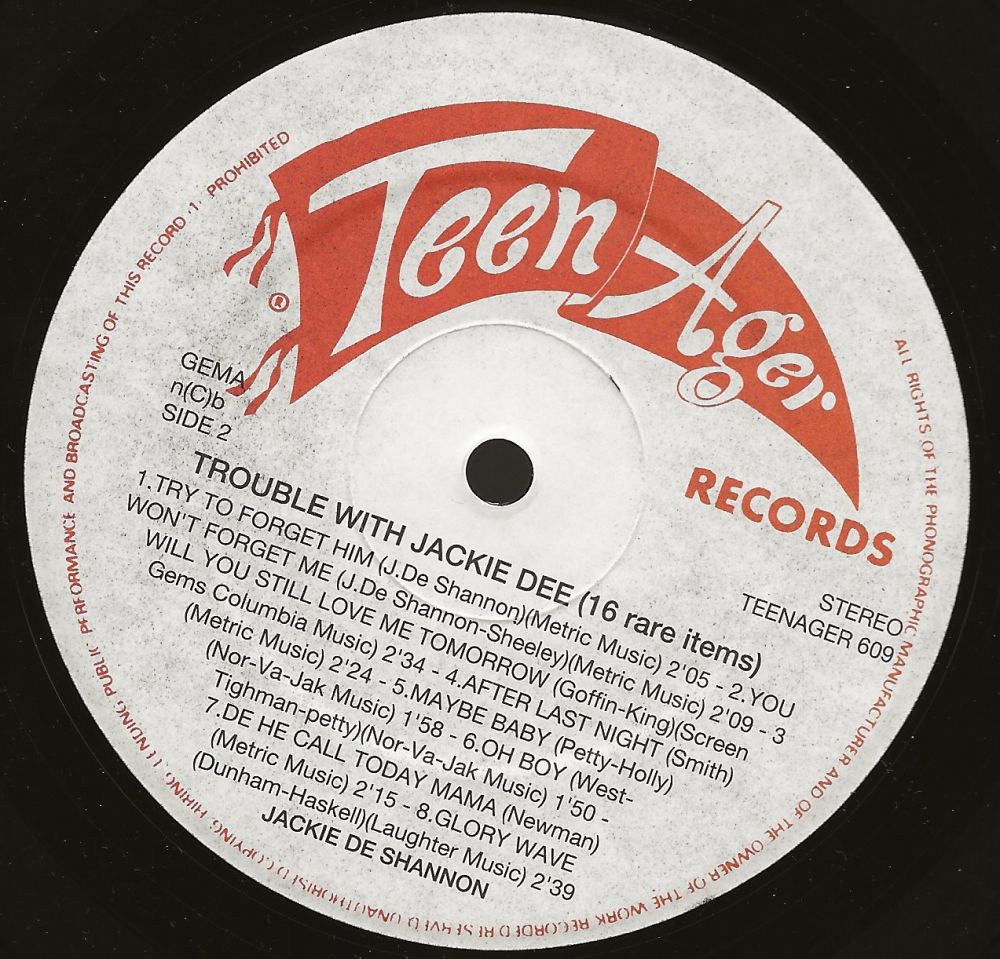 Teen Ager
®
RECORDS
GEMA
n(C)b
SIDE 2
STEREO
TEENAGER 609
TROUBLE WITH JACKIE DEE (16 rare items)
1.TRY TO FORGET HIM (J.De Shannon)(Metric Music) 2'05 - 2.YOU
WON'T FORGET ME (J.De Shannon-Sheeley)(Metric Music) 2'09 - 3
WILL YOU STILL LOVE ME TOMORROW (Goffin-King)(Screen
Gems Columbia Music) 2'34 - 4.AFTER LAST NIGHT (Smith)
(Metric Music) 2'24 - 5.MAYBE BABY (Petty-Holly)
(Nor-Va-Jak Music) 1'58 - 6.OH BOY (West-
Tighman-petty)(Nor-Va-Jak Music) 1'50 -
7.DE HE CALL TODAY MAMA (Newman)
(Metric Music) 2'15 - 8.GLORY WAVE
(Dunham-Haskell)(Laughter Music) 2'39
JACKIE DE SHANNON
ALL RIGHTS OF THE PHONOGRAPHIC MANUFACTURER AND OF THE OWNER OF THE WORK RECORDED RESERVED UNAUTHORISED COPYING, HIRING, LENDING, PUBLIC PERFORMANCE AND BROADCASTING OF THIS RECORD PROHIBITED